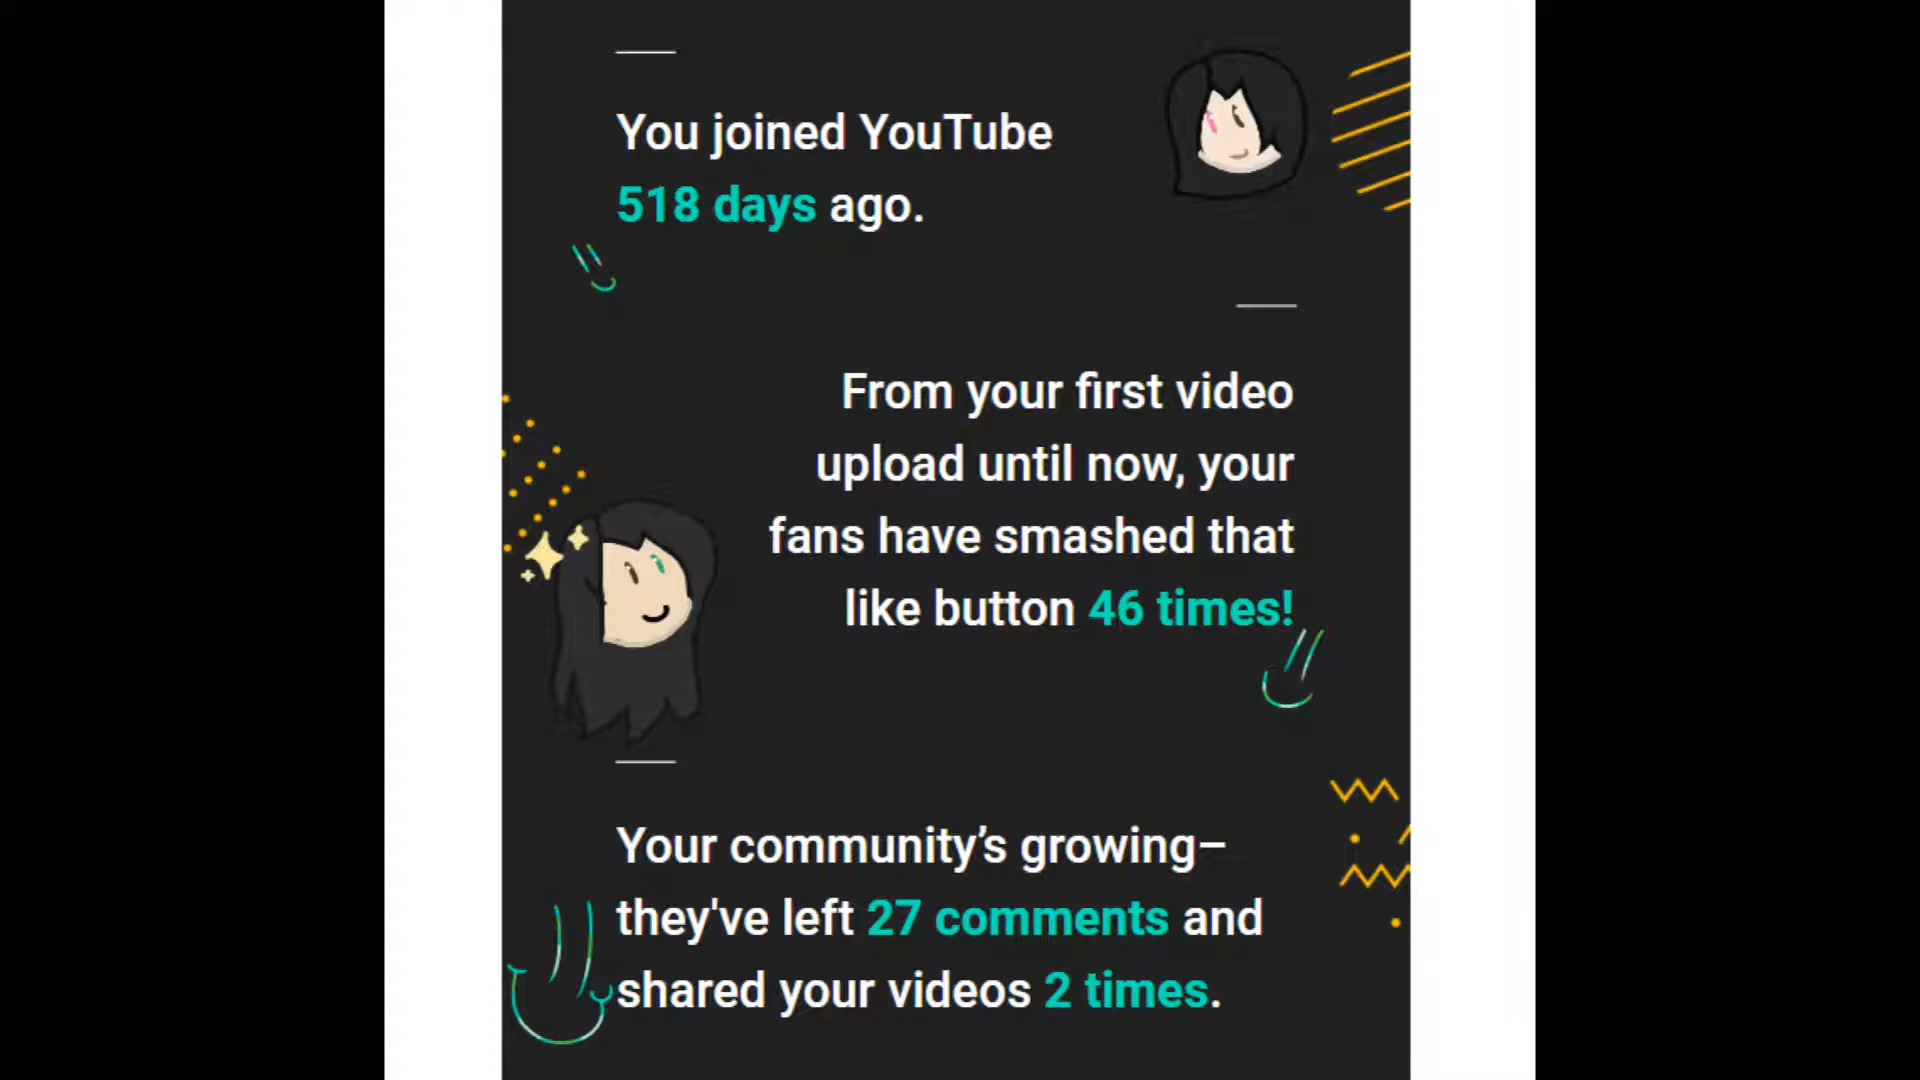 You joined YouTube
518 days ago.
From your first video
upload until now, your
fans have smashed that
like button 46 times!
Your community’s growing–
they've left 27 comments and
shared your videos 2 times.